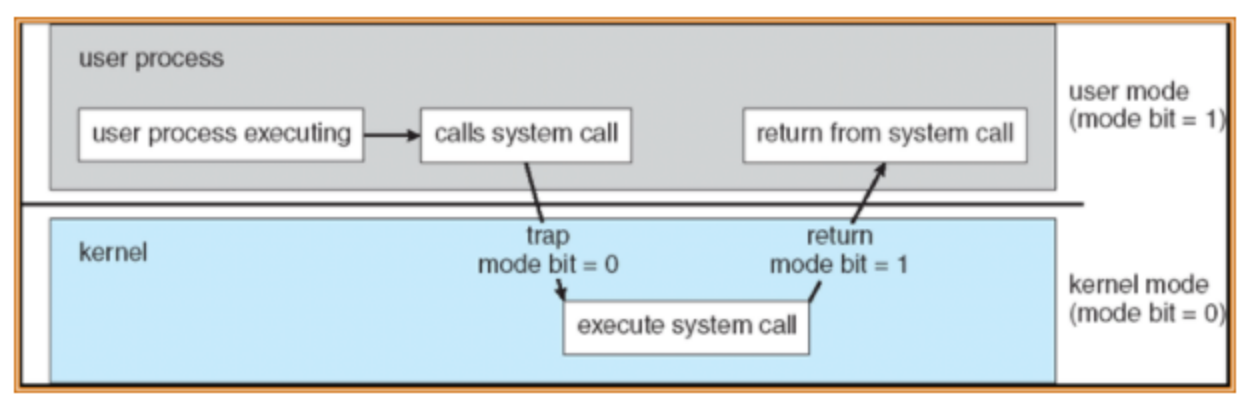 user process
user process executing
calls system call
return from system call
user mode
(mode bit = 1)
trap
mode bit = 0
return
mode bit = 1
kernel
execute system call
kernel mode
(mode bit = 0)